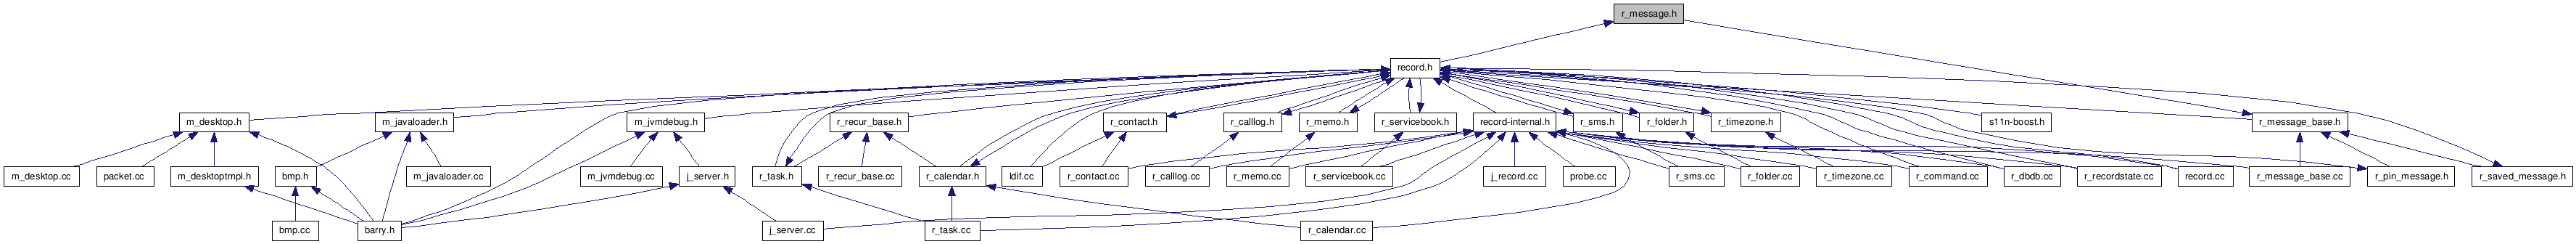 r_message.h
record.h
m_desktop.h
m_javaloader.h
m_jvmdebug.h
r_recur_base.h
r_contact.h
r_calllog.h
r_memo.h
r_servicebook.h
record-internal.h
r_sms.h
r_folder.h
r_timezone.h
s11n-boost.h
r_message_base.h
m_desktop.cc
packet.cc
m_desktoptmpl.h
bmp.h
m_javaloader.cc
m_jvmdebug.cc
j_server.h
r_task.h
r_recur_base.cc
r_calendar.h
ldif.cc
r_contact.cc
r_calllog.cc
r_memo.cc
r_servicebook.cc
j_record.cc
probe.cc
r_sms.cc
r_folder.cc
r_timezone.cc
r_command.cc
r_dbdb.cc
r_recordstate.cc
record.cc
r_message_base.cc
r_pin_message.h
r_saved_message.h
bmp.cc
barry.h
j_server.cc
r_task.cc
r_calendar.cc